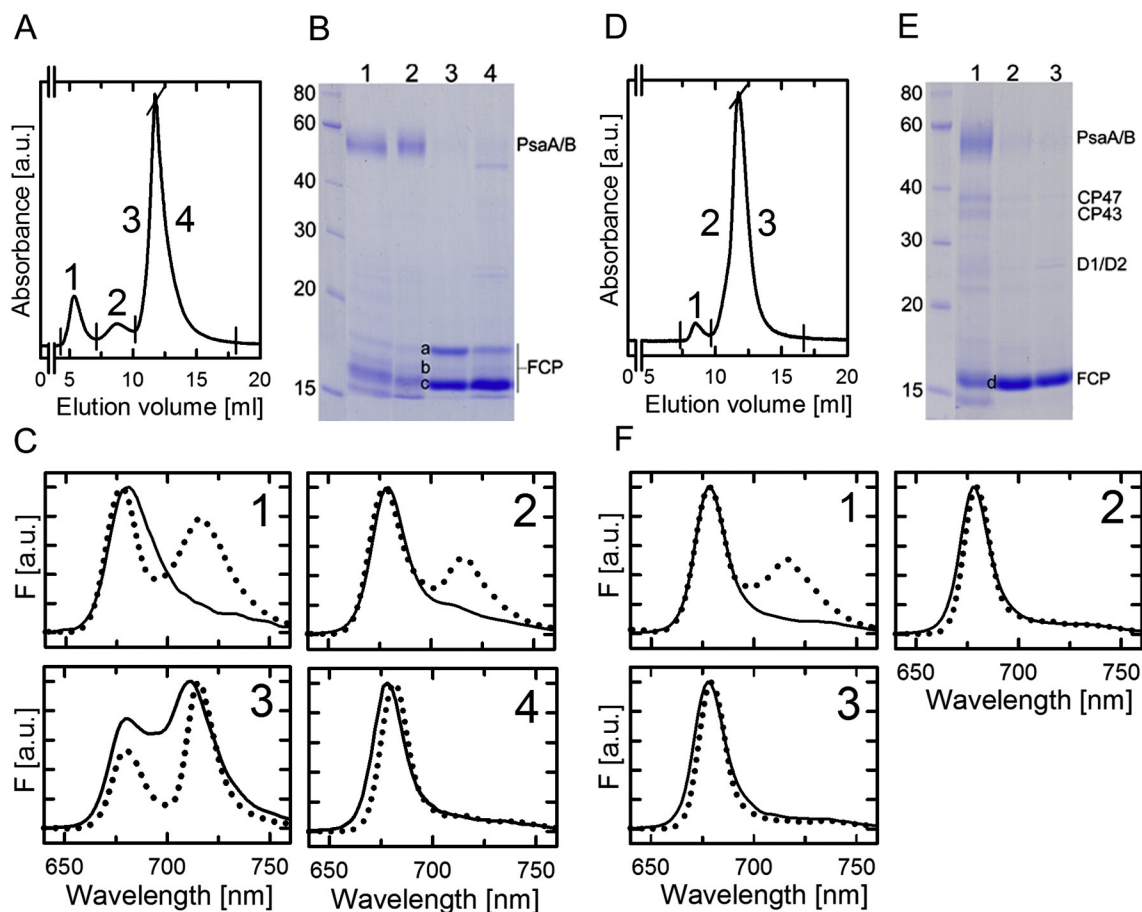 A
B
D
E
Absorbance [a.u.]
1
2
3
4
0 5 10 15 20
Elution volume [ml]
1 2 3 4
80
60
40
30
20
15
PsaA/B
a
b
c
FCP
Absorbance [a.u.]
1
2
3
0 5 10 15 20
Elution volume [ml]
1 2 3
80
60
40
30
20
15
PsaA/B
CP47
CP43
D1/D2
d
FCP
C
F [a.u.]
1
2
F [a.u.]
3
4
650 700 750
650 700 750
Wavelength [nm]
Wavelength [nm]
F
F [a.u.]
1
2
650 700 750
Wavelength [nm]
F [a.u.]
3
650 700 750
Wavelength [nm]